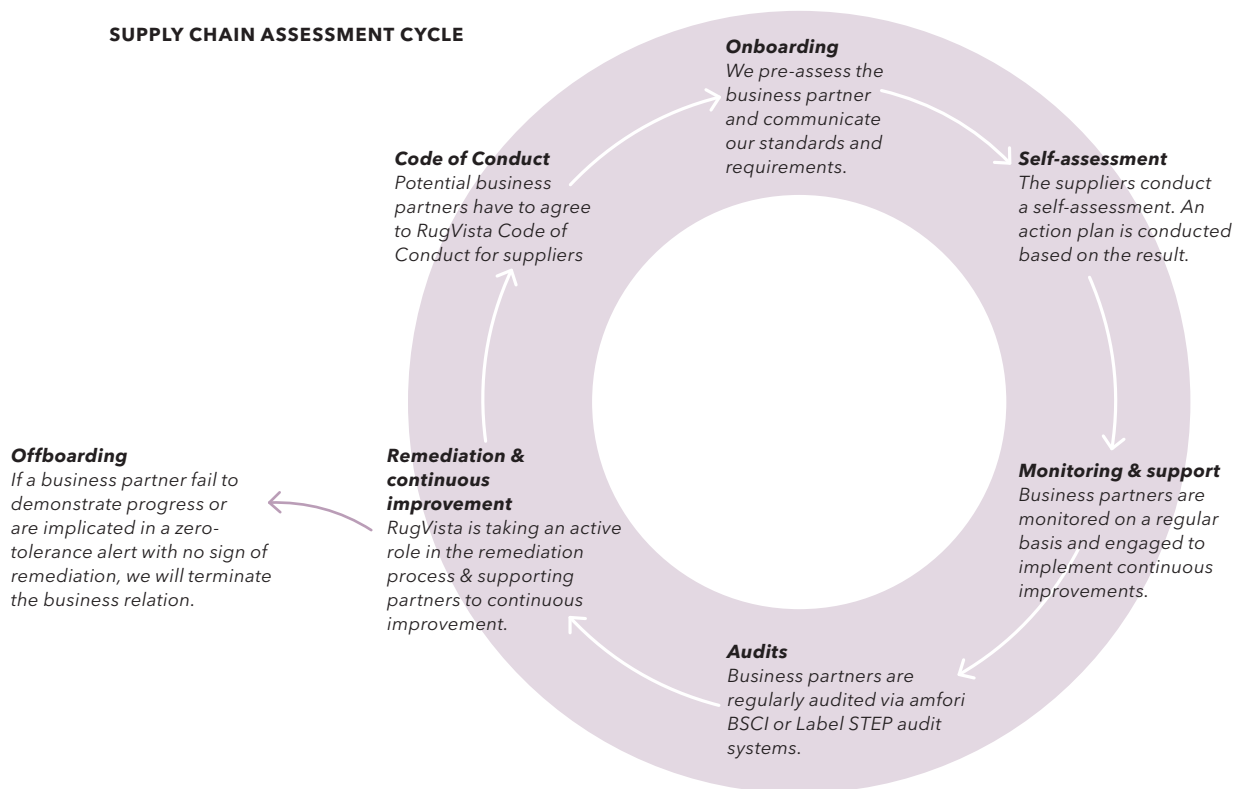 SUPPLY CHAIN ASSESSMENT CYCLE
Onboarding
We pre-assess the
business partner
and communicate
our standards and
requirements.
Self-assessment
The suppliers conduct
a self-assessment. An
action plan is conducted
based on the result.
Monitoring & support
Business partners are
monitored on a regular
basis and engaged to
implement continuous
improvements.
Audits
Business partners are
regularly audited via amfori
BSCI or Label STEP audit
systems.
Remediation &
continuous
improvement
RugVista is taking an active
role in the remediation
process & supporting
partners to continuous
improvement.
Code of Conduct
Potential business
partners have to agree
to RugVista Code of
Conduct for suppliers
Offboarding
If a business partner fail to
demonstrate progress or
are implicated in a zero-
tolerance alert with no sign of
remediation, we will terminate
the business relation.